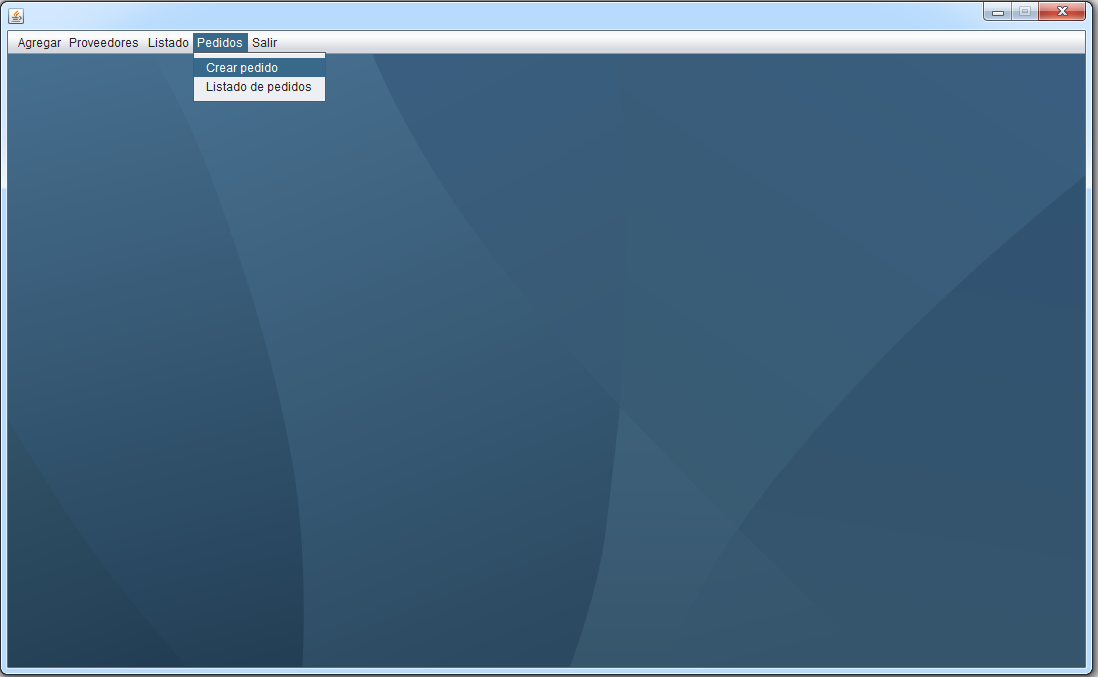 Agregar Proveedores Listado Pedidos Salir
Crear pedido
Listado de pedidos